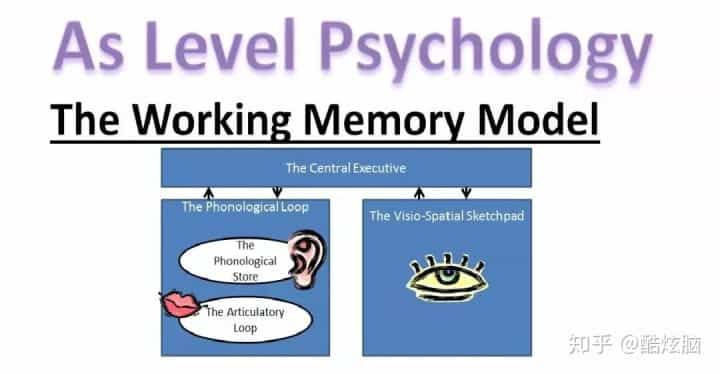 As Level Psychology
The Working Memory Model
The Central Executive
The Phonological Loop
The
Phonological
Store
The Articulatory
Loop
The Visio-Spatial Sketchpad
知乎 @酷炫脑